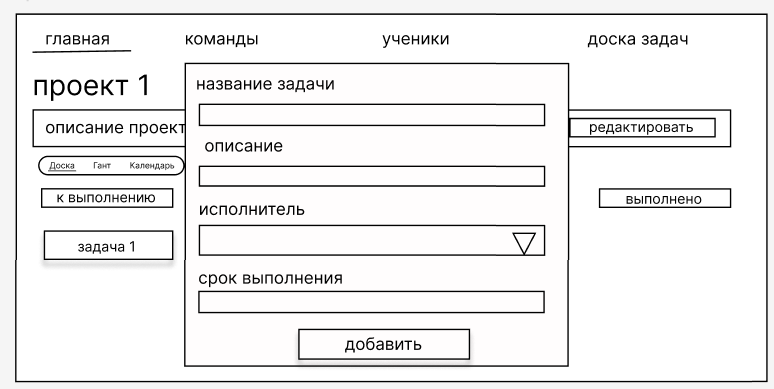 главная
команды
ученики
доска задач
проект 1
описание проект
редактировать
Доска
Гант
Календарь
к выполнению
выполнено
задача 1
название задачи
описание
исполнитель
срок выполнения
добавить